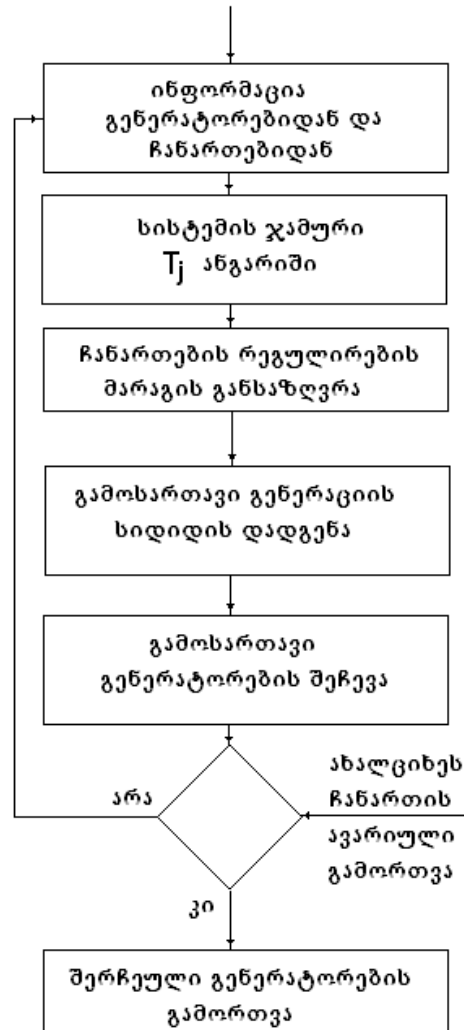 ინფორმაცია
გენერატორებიდან და
ჩანართებიდან
სისტემის ჯამური
Tj ანგარიში
ჩანართების რეგულირების
მარაგის განსაზღვრა
გამოსართავი გენერაციის
სიდიდის დადგენა
გამოსართავი
გენერატორების შეჩევა
არა
ახალციხეს
ჩანართის
ავარიული
გამორთვა
კი
შერჩეული გენერატორების
გამორთვა